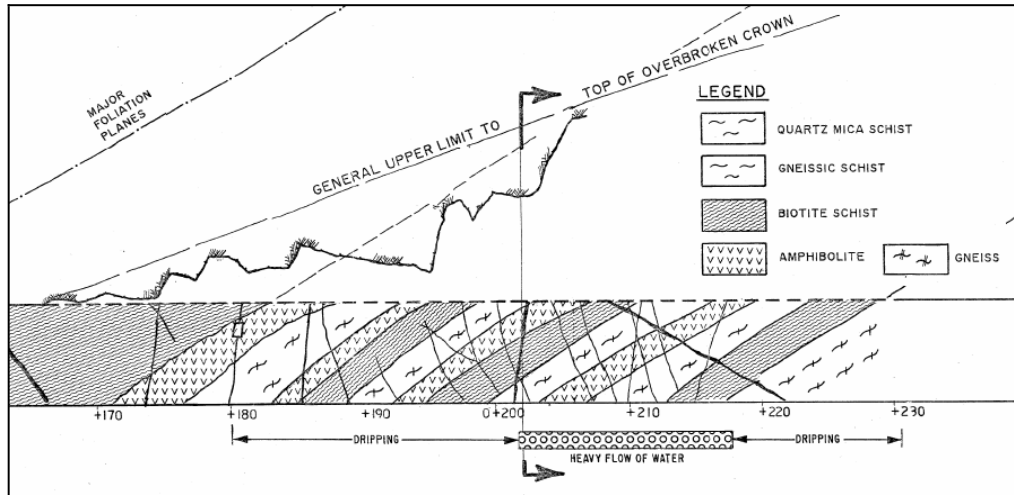 MAJOR
FOLIATION
PLANES
GENERAL UPPER LIMIT TO
TOP OF OVERBROKEN CROWN
LEGEND
QUARTZ MICA SCHIST
GNEISSIC SCHIST
BIOTITE SCHIST
AMPHIBOLITE
GNEISS
+170
+180
+190
0+200
+210
+220
+230
DRIPPING
HEAVY FLOW OF WATER
DRIPPING